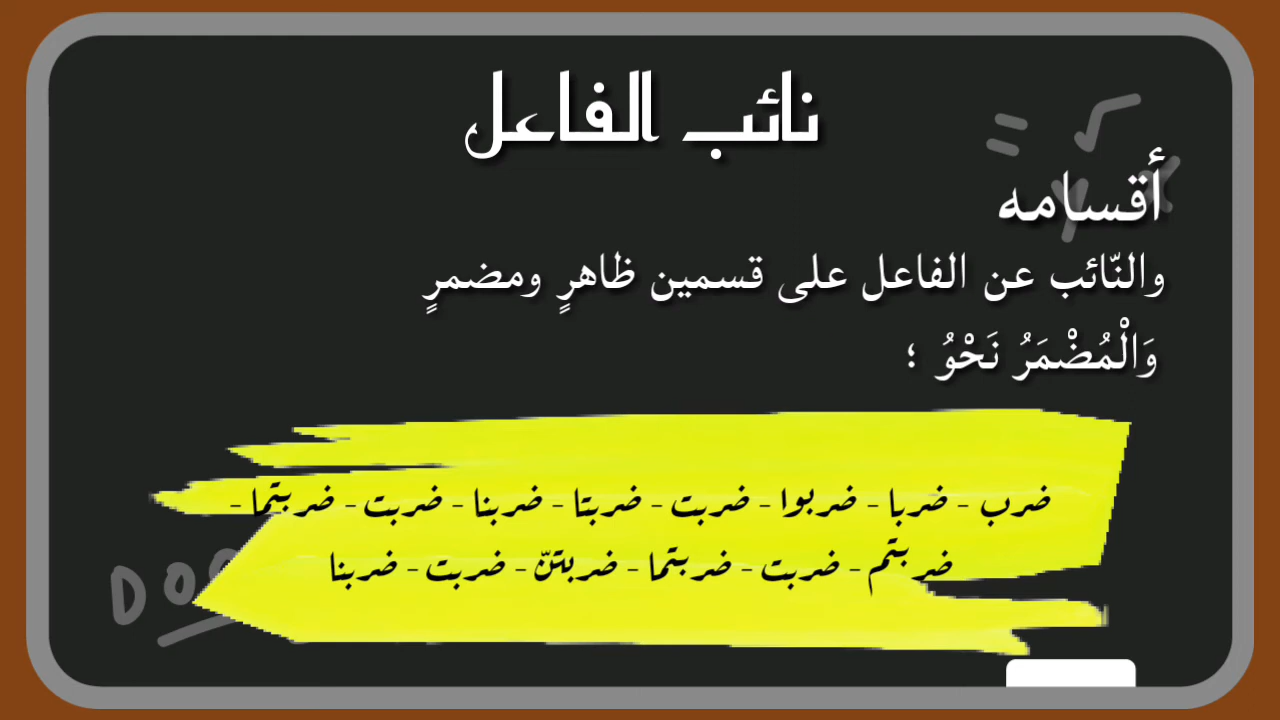 نائب الفاعل
أقسامه
والنّائب عن الفاعل على قسمين ظاهرٍ ومضمرٍ
وَالْمُضْمَرُ نَحْوُ ؛
ضرب - ضربا - ضربوا - ضربت - ضربتا - ضربنا - ضربت - ضربتما -
ضربتم - ضربت - ضربتما - ضربتنّ - ضربت - ضربنا
= √
y x